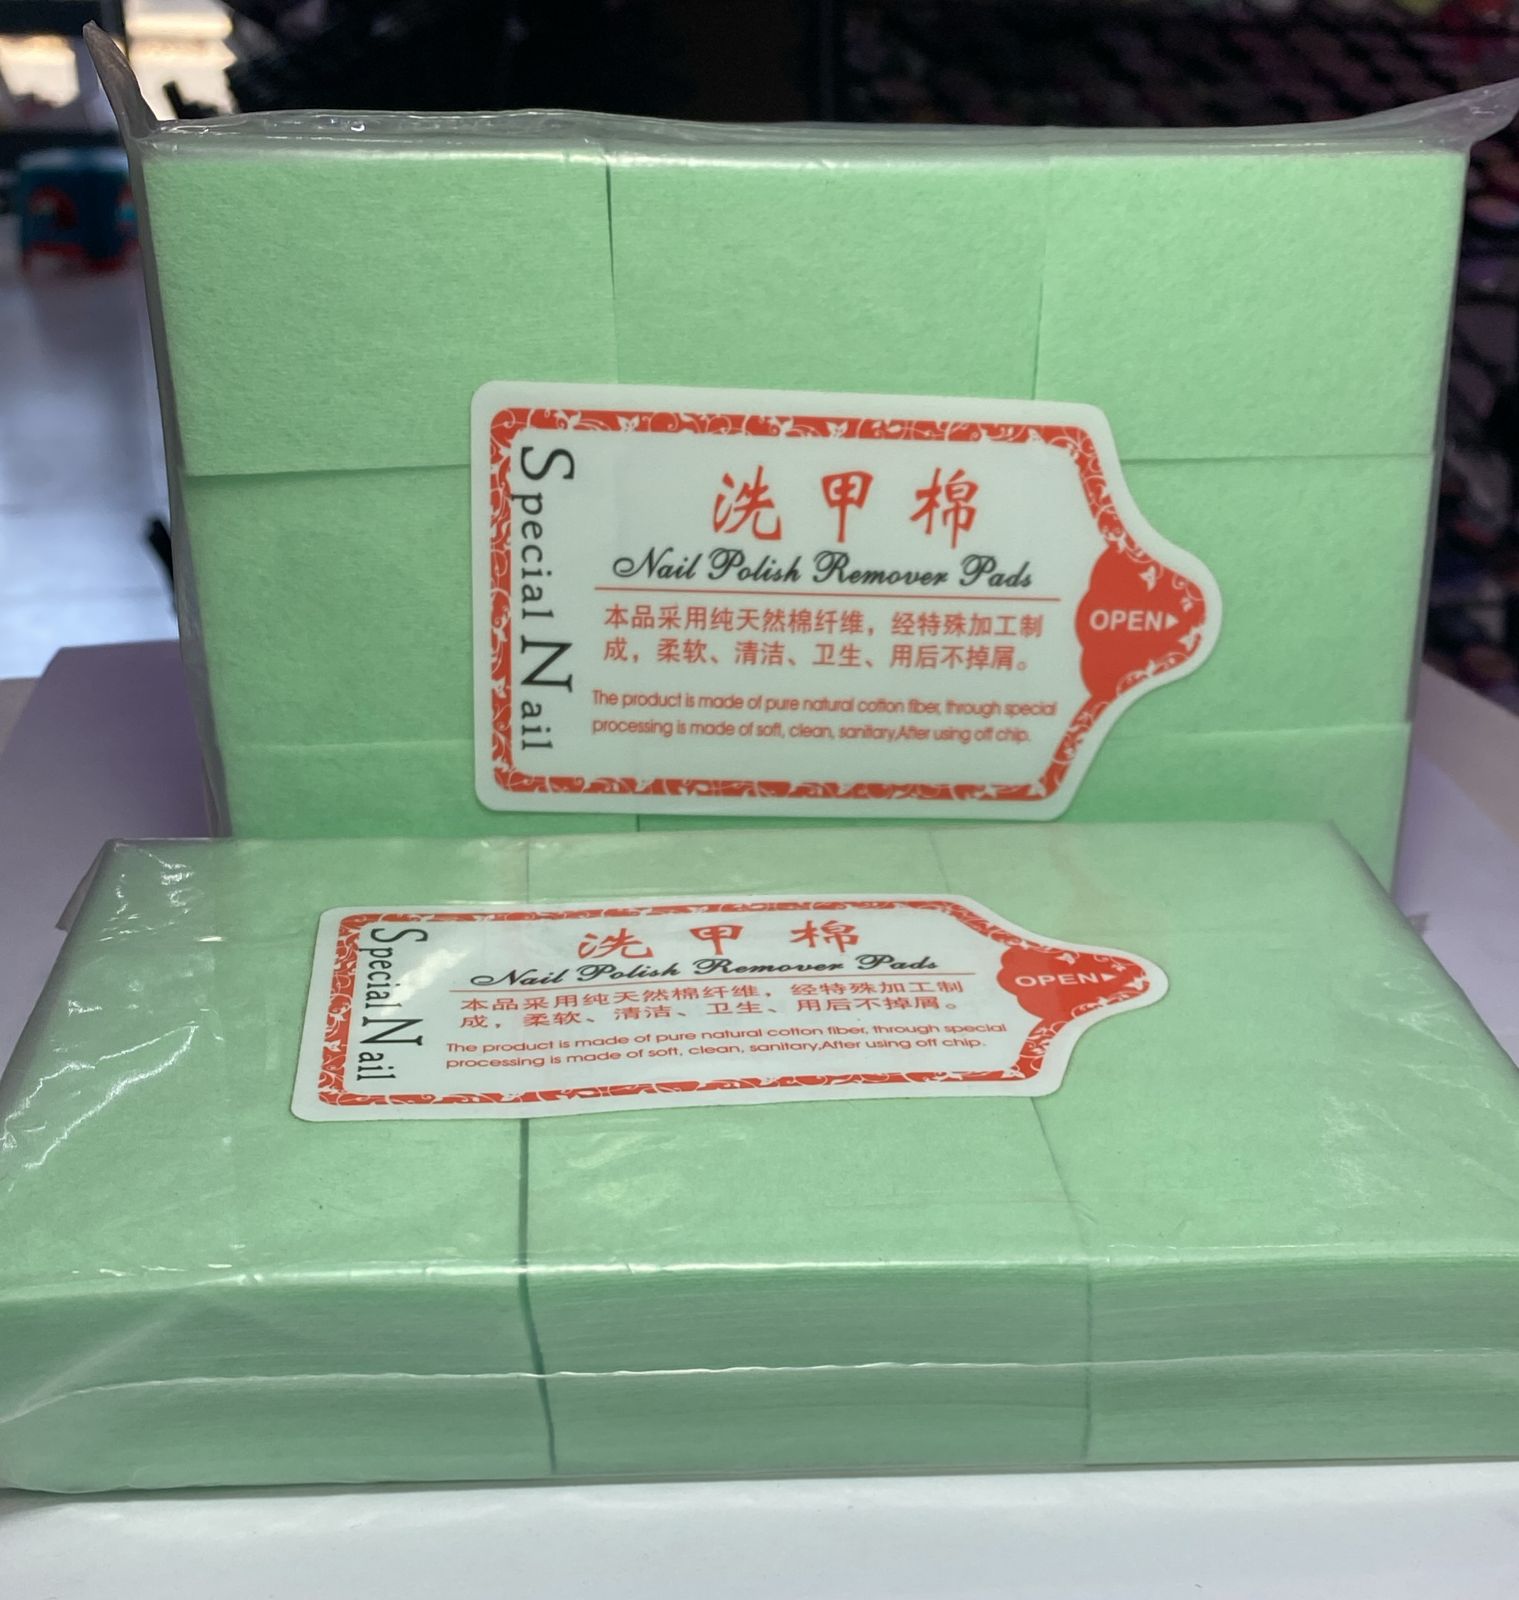 Special Nail
洗甲棉
Nail Polish Remover Pads
本品采用纯天然棉纤维，经特殊加工制
成，柔软、清洁、卫生、用后不掉屑。
The product is made of pure natural cotton fiber, through special
processing is made of soft, clean, sanitary,After using off chip.
OPEN
Special Nail
洗甲棉
Nail Polish Remover Pads
本品采用纯天然棉纤维，经特殊加工制
成，柔软、清洁、卫生、用后不掉屑。
The product is made of pure natural cotton fiber, through special
processing is made of soft, clean, sanitary,After using off chip.
OPEN